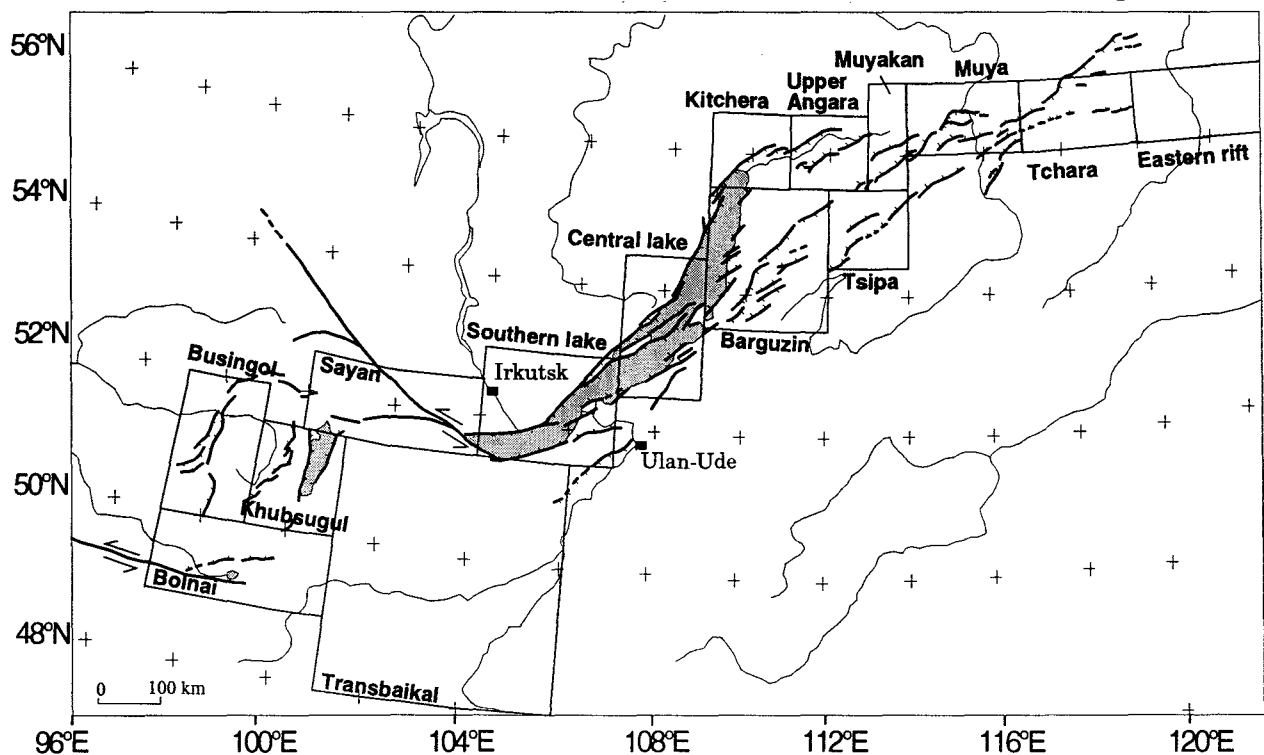 56°N
54°N
52°N
50°N
48°N
Muyakan
Muya
Upper
Angara
Kitchera
Tchara
Eastern rift
Central lake
Tsipa
Barguzin
Southern lake
Irkutsk
Sayan
Busingol
Ulan-Ude
Khubsugul
Bolnai
Transbaikal
0 100 km
96°E 100°E 104°E 108°E 112°E 116°E 120°E